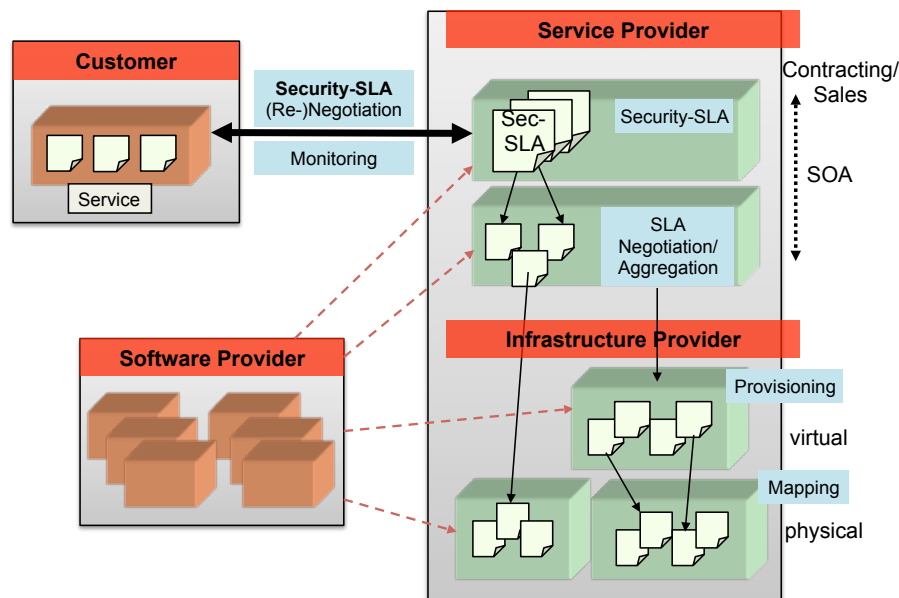 Service Provider
Customer
Contracting/
Sales
Security-SLA
(Re-)Negotiation
Sec-
SLA
Security-SLA
Monitoring
SOA
Service
SLA
Negotiation/
Aggregation
Infrastructure Provider
Software Provider
Provisioning
virtual
Mapping
physical